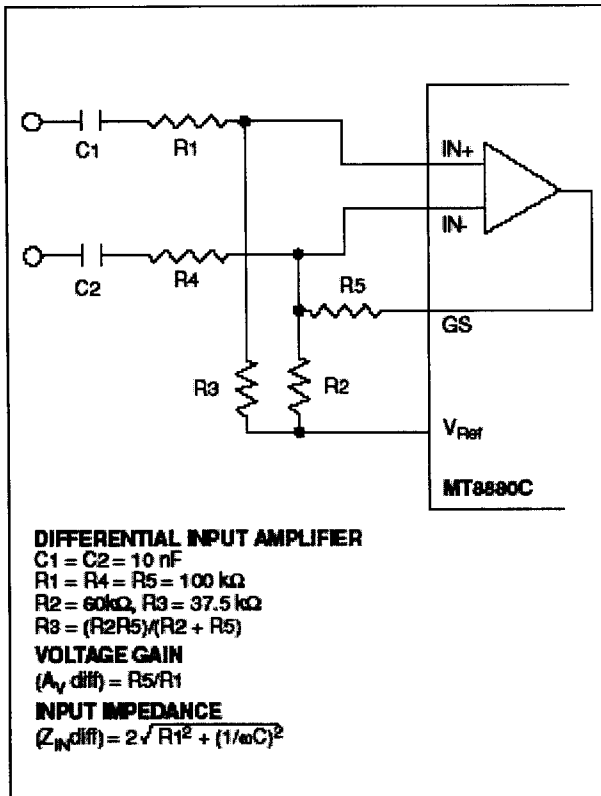 C1
R1
IN+
IN-
C2
R4
R5
GS
R3
R2
VRef
MT8880C
DIFFERENTIAL INPUT AMPLIFIER
C1 = C2 = 10 nF
R1 = R4 = R5 = 100 kΩ
R2 = 60kΩ, R3 = 37.5 kΩ
R3 = (R2R5)/(R2 + R5)
VOLTAGE GAIN
(AV diff) = R5/R1
INPUT IMPEDANCE
(ZINdiff) = 2√R1² + (1/ωC)²